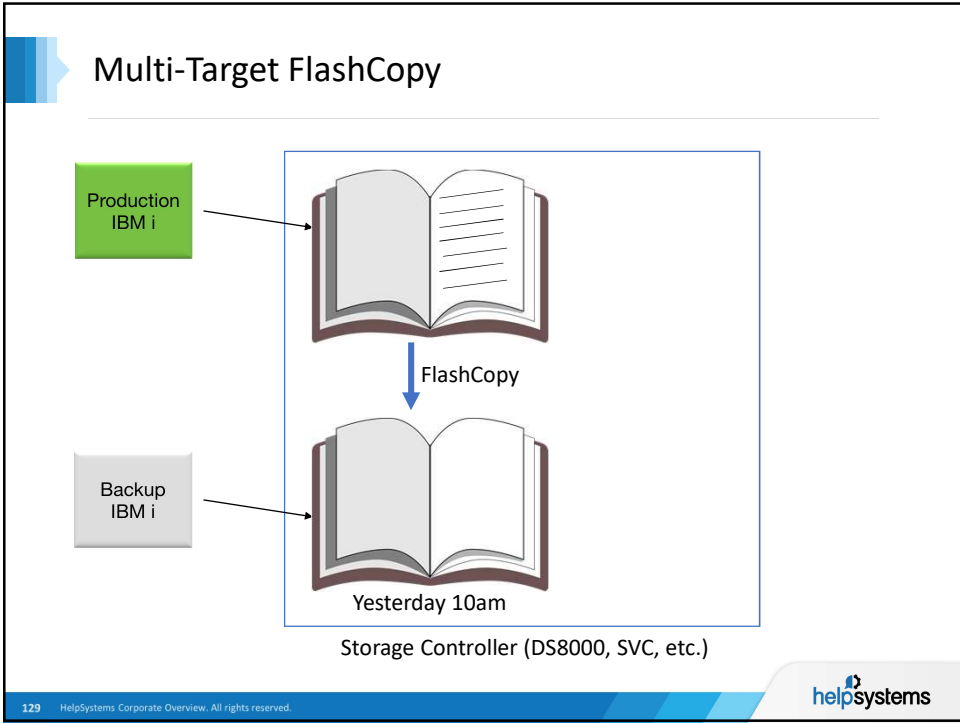 Multi-Target FlashCopy
Production
IBM i
FlashCopy
Backup
IBM i
Yesterday 10am
Storage Controller (DS8000, SVC, etc.)
129 HelpSystems Corporate Overview. All rights reserved.
helpsystems